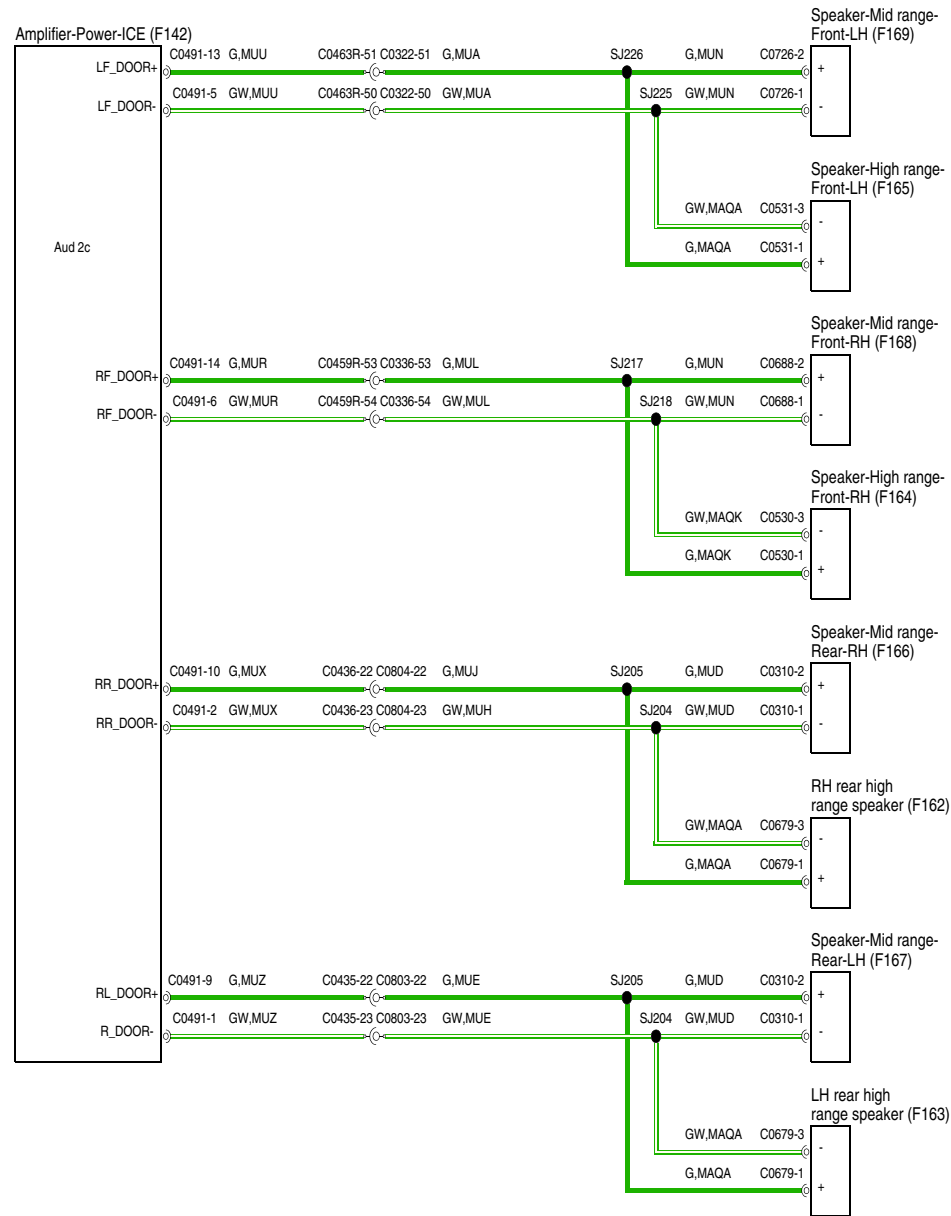 Speaker-Mid range-
Front-LH (F169)
Amplifier-Power-ICE (F142)
LF_DOOR+ C0491-13 G,MUU C0463R-51 C0322-51 G,MUA SJ226 G,MUN C0726-2 +
LF_DOOR- C0491-5 GW,MUU C0463R-50 C0322-50 GW,MUA SJ225 GW,MUN C0726-1 -
Speaker-High range-
Front-LH (F165)
GW,MAQA C0531-3 -
Aud 2c
G,MAQA C0531-1 +
Speaker-Mid range-
Front-RH (F168)
RF_DOOR+ C0491-14 G,MUR C0459R-53 C0336-53 G,MUL SJ217 G,MUN C0688-2 +
RF_DOOR- C0491-6 GW,MUR C0459R-54 C0336-54 GW,MUL SJ218 GW,MUN C0688-1 -
Speaker-High range-
Front-RH (F164)
GW,MAQK C0530-3 -
G,MAQK C0530-1 +
Speaker-Mid range-
Rear-RH (F166)
RR_DOOR+ C0491-10 G,MUX C0436-22 C0804-22 G,MUJ SJ205 G,MUD C0310-2 +
RR_DOOR- C0491-2 GW,MUX C0436-23 C0804-23 GW,MUH SJ204 GW,MUD C0310-1 -
RH rear high
range speaker (F162)
GW,MAQA C0679-3 -
G,MAQA C0679-1 +
Speaker-Mid range-
Rear-LH (F167)
RL_DOOR+ C0491-9 G,MUZ C0435-22 C0803-22 G,MUE SJ205 G,MUD C0310-2 +
R_DOOR- C0491-1 GW,MUZ C0435-23 C0803-23 GW,MUE SJ204 GW,MUD C0310-1 -
LH rear high
range speaker (F163)
GW,MAQA C0679-3 -
G,MAQA C0679-1 +